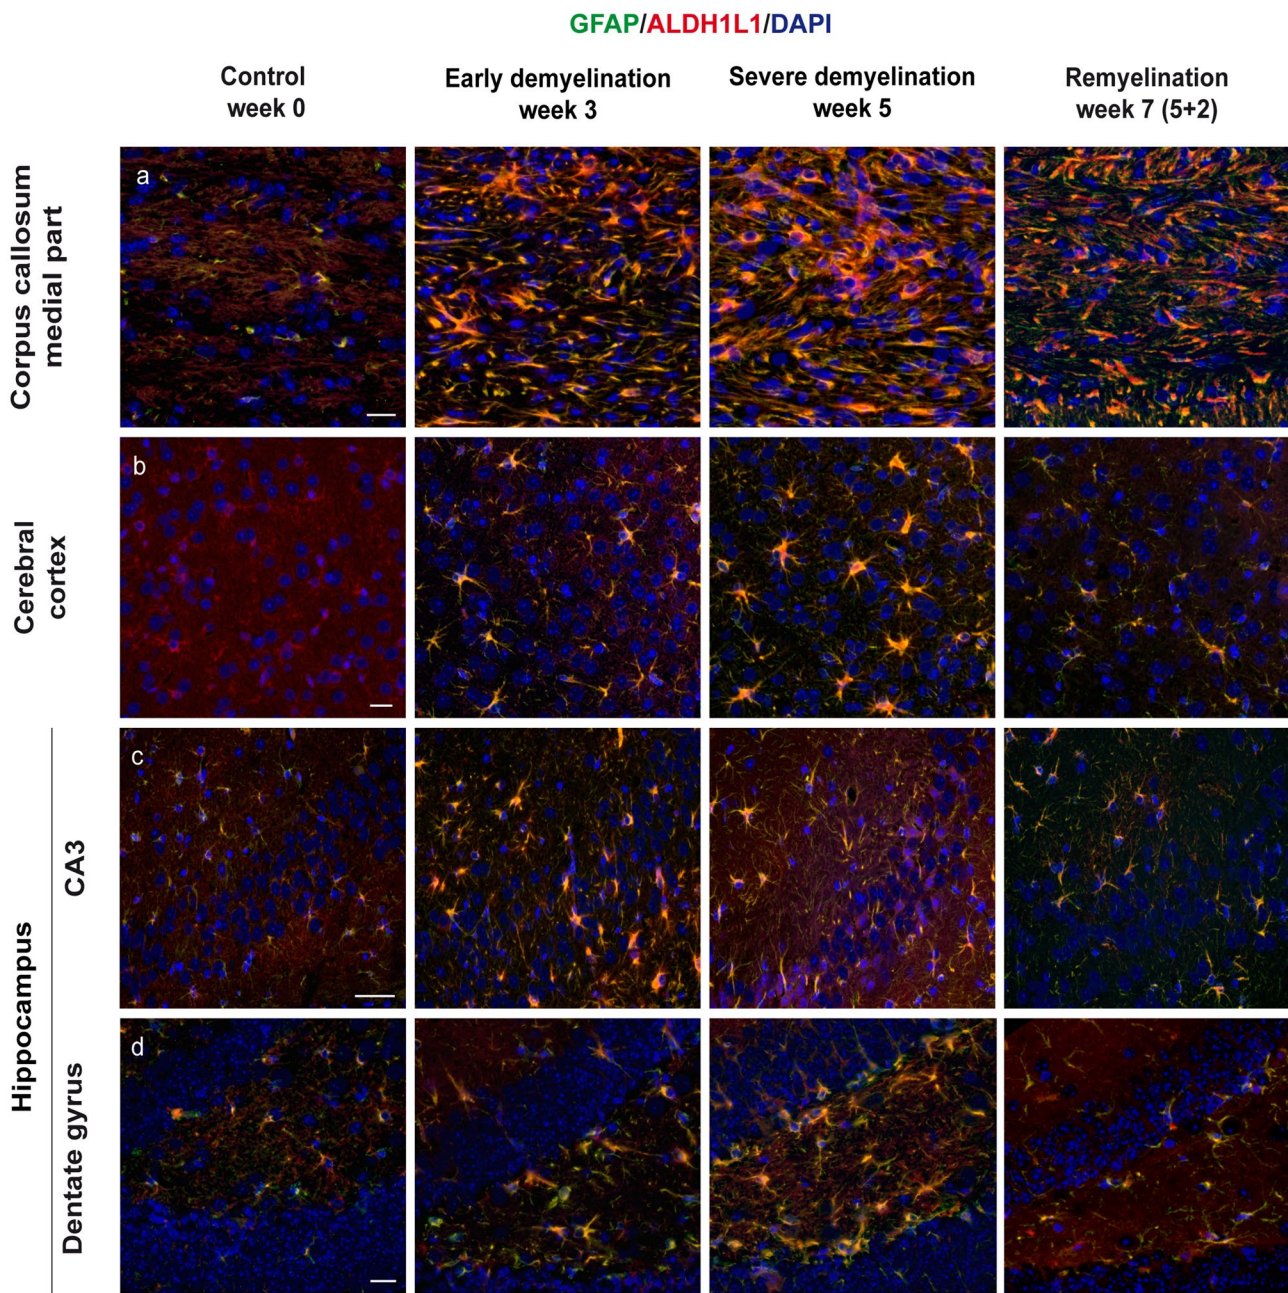 GFAP/ALDH1L1/DAPI
Control
week 0
Early demyelination
week 3
Severe demyelination
week 5
Remyelination
week 7 (5+2)
Corpus callosum
medial part
a
Cerebral
cortex
b
Hippocampus
CA3
c
Dentate gyrus
d